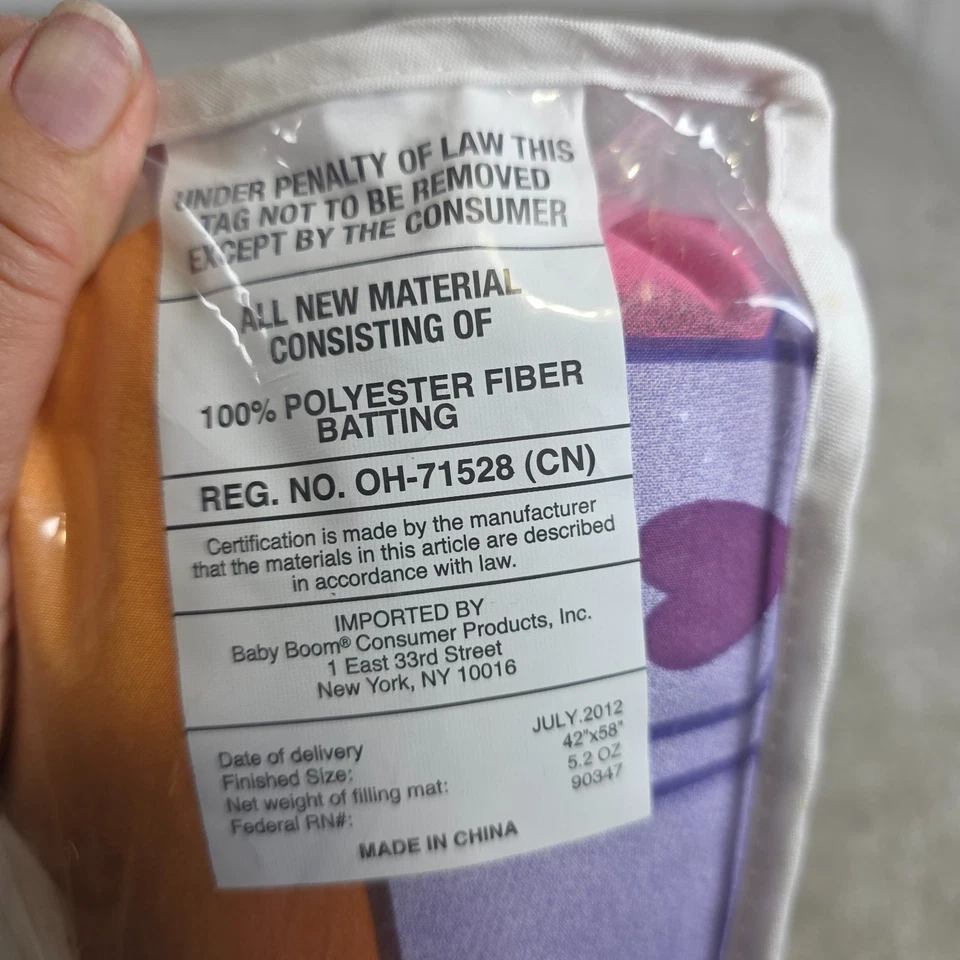 UNDER PENALTY OF LAW THIS
TAG NOT TO BE REMOVED
EXCEPT BY THE CONSUMER
ALL NEW MATERIAL
CONSISTING OF
100% POLYESTER FIBER
BATTING
REG. NO. OH-71528 (CN)
Certification is made by the manufacturer
that the materials in this article are described
in accordance with law.
IMPORTED BY
Baby Boom® Consumer Products, Inc.
1 East 33rd Street
New York, NY 10016
Date of delivery JULY.2012
Finished Size: 42"x58"
Net weight of filling mat: 5.2 OZ
Federal RN#: 90347
MADE IN CHINA